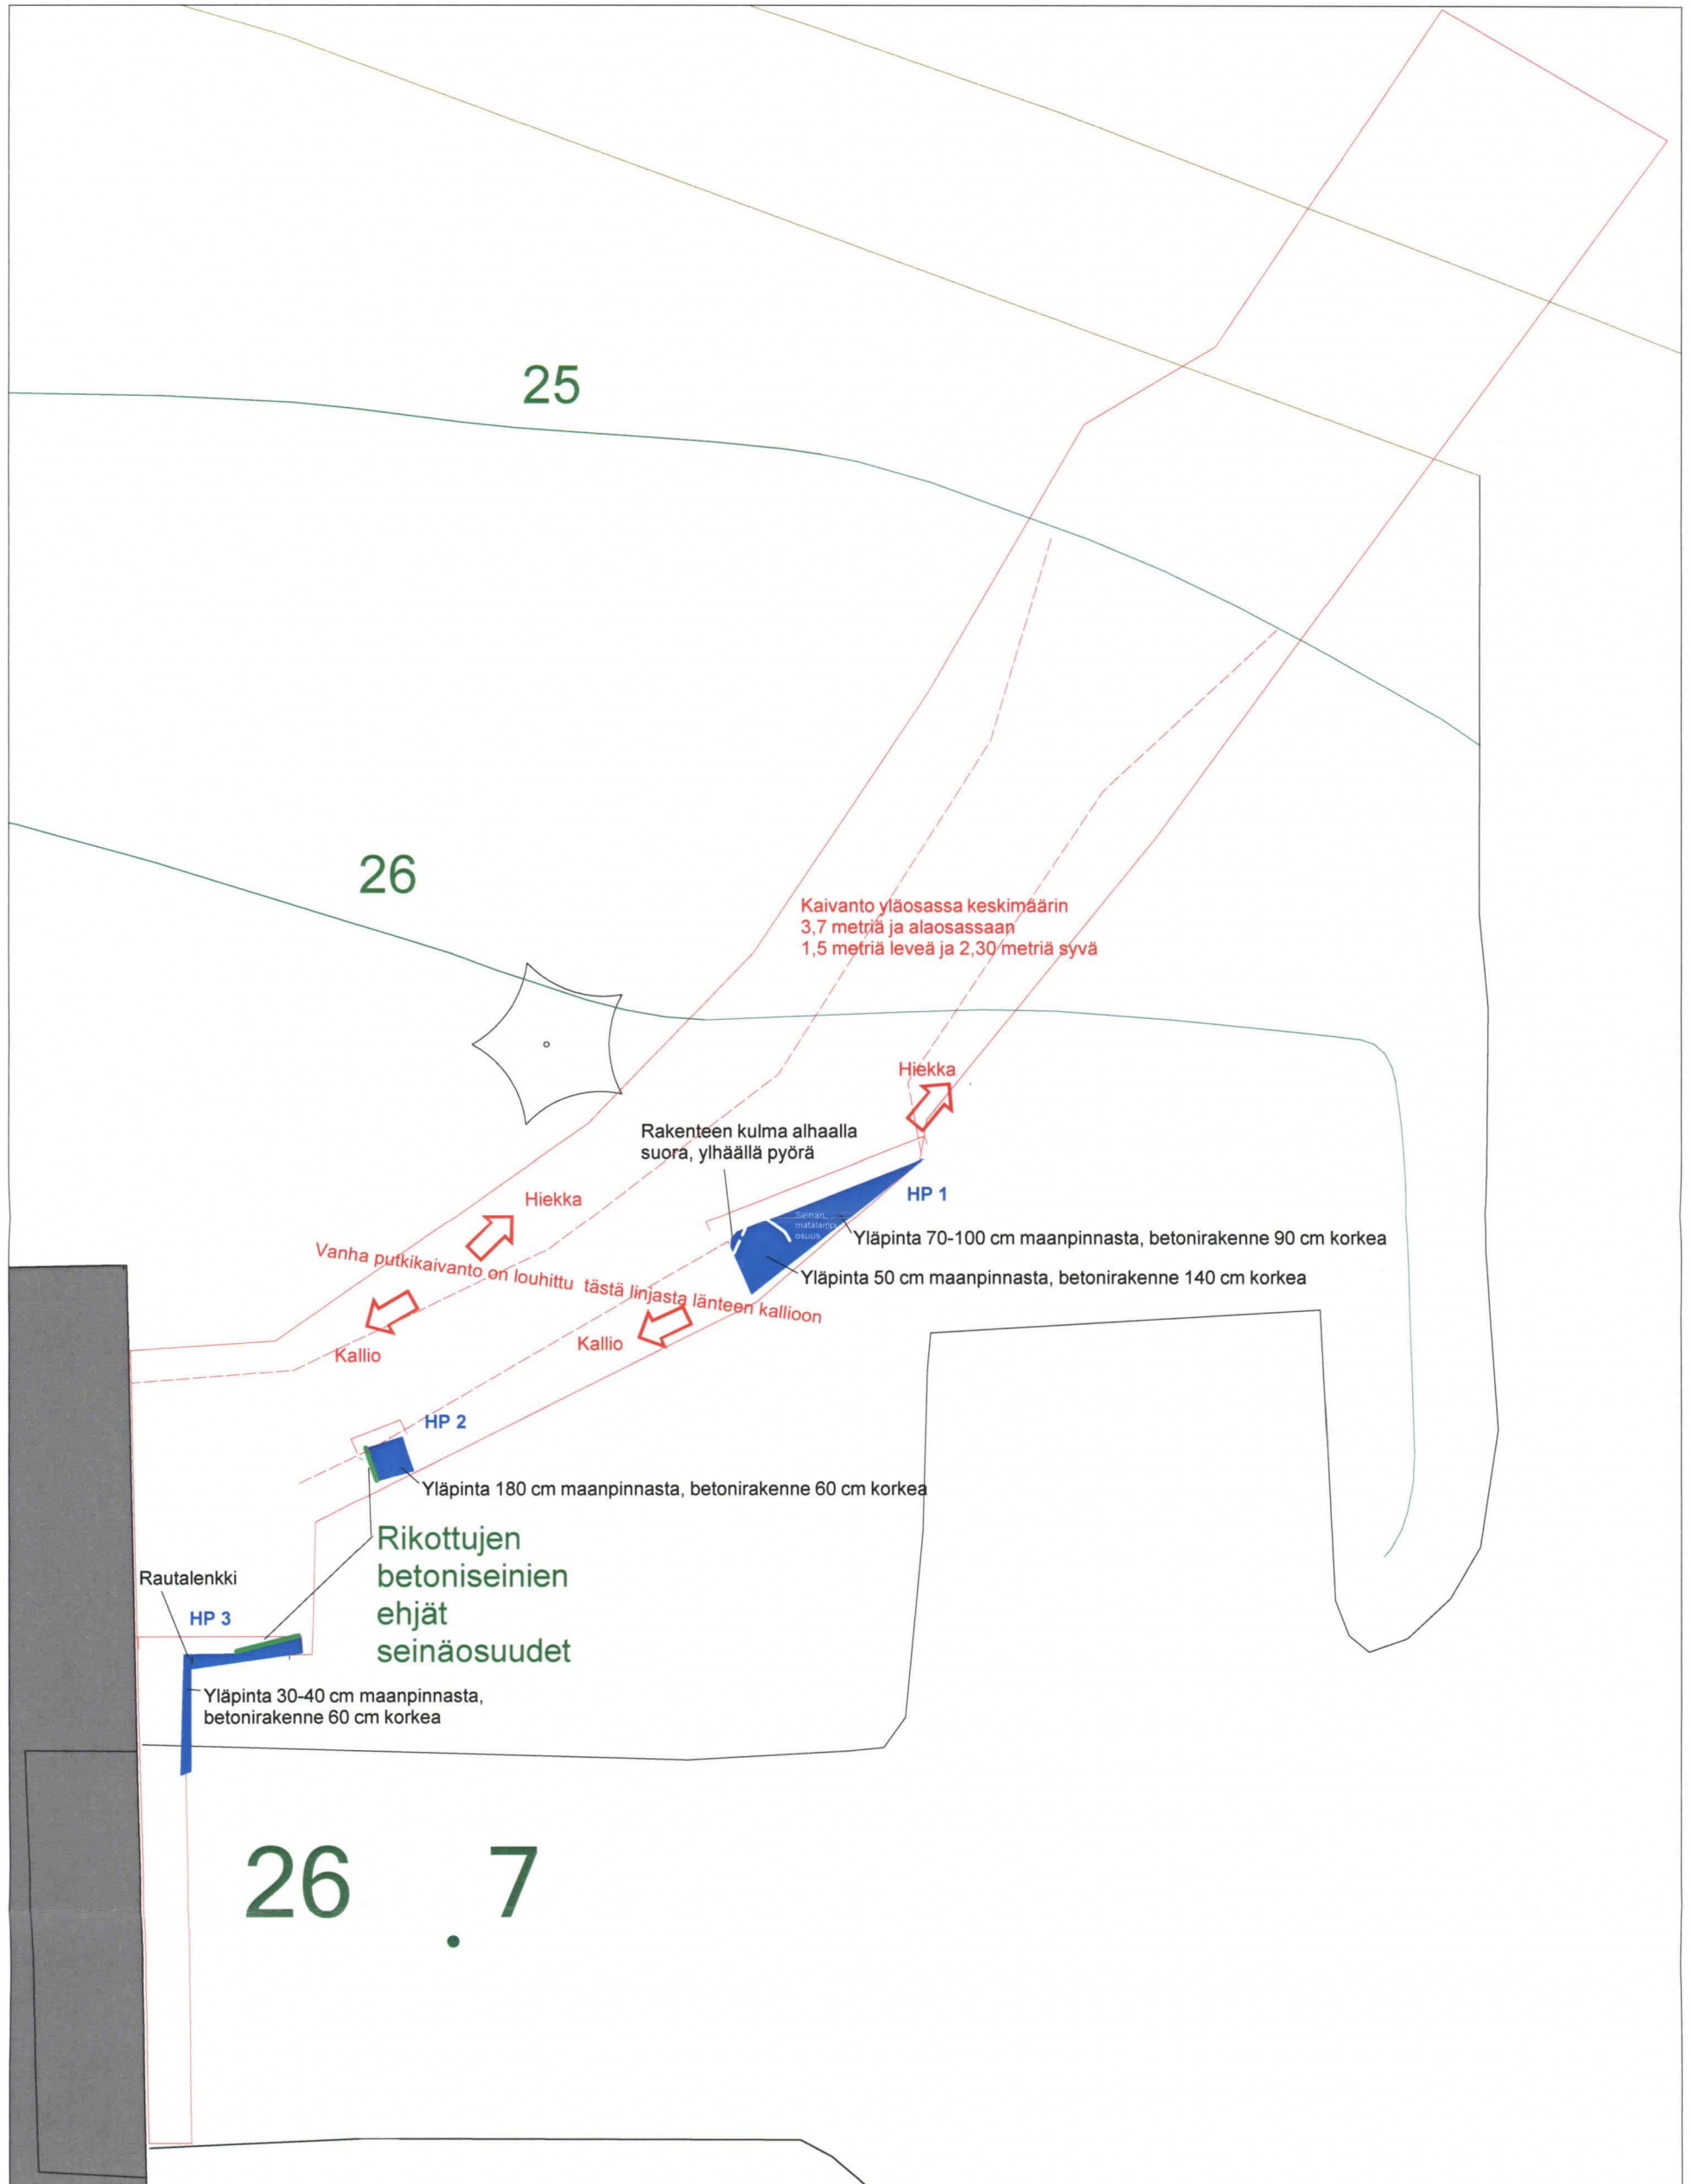 25
26
Kaivanto yläosassa keskimäärin
3,7 metriä ja alaosassaan
1,5 metriä leveä ja 2,30 metriä syvä
Hiekka
Rakenteen kulma alhaalla
suora, ylhäällä pyörä
HP 1
Hiekka
Seinän
matalampi
osuus
Yläpinta 70-100 cm maanpinnasta, betonirakenne 90 cm korkea
Vanha putkikaivanto on louhittu tästä linjasta länteen kallioon
Yläpinta 50 cm maanpinnasta, betonirakenne 140 cm korkea
Kallio
Kallio
HP 2
Yläpinta 180 cm maanpinnasta, betonirakenne 60 cm korkea
Rikottujen
betoniseinien
ehjät
seinäosuudet
Rautalenkki
HP 3
Yläpinta 30-40 cm maanpinnasta,
betonirakenne 60 cm korkea
26 . 7